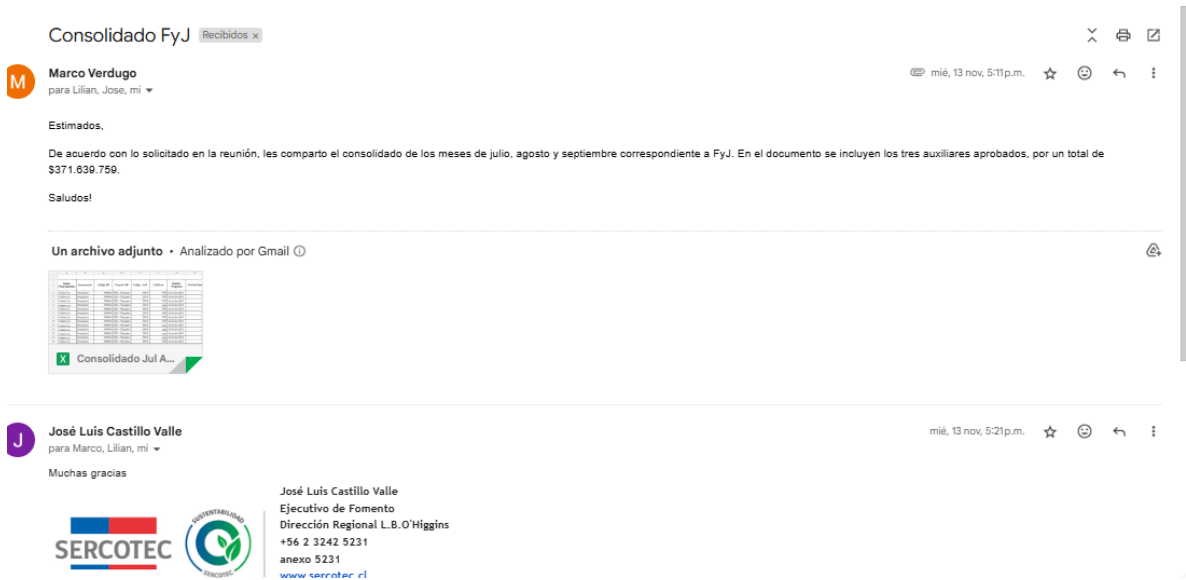 Consolidado FyJ Recibidos x
M
Marco Verdugo
mié, 13 nov, 5:11 p.m.
para Lilian, Jose, mí
Estimados,
De acuerdo con lo solicitado en la reunión, les comparto el consolidado de los meses de julio, agosto y septiembre correspondiente a FyJ. En el documento se incluyen los tres auxiliares aprobados, por un total de
$371.639.759.
Saludos!
Un archivo adjunto • Analizado por Gmail
X Consolidado Jul A...
J
José Luis Castillo Valle
mié, 13 nov, 5:21 p.m.
para Marco, Lilian, mí
Muchas gracias
José Luis Castillo Valle
Ejecutivo de Fomento
Dirección Regional L.B.O'Higgins
+56 2 3242 5231
anexo 5231
www.sercotec.cl
SERCOTEC
SUSTENTABILIDAD
SERCOTEC